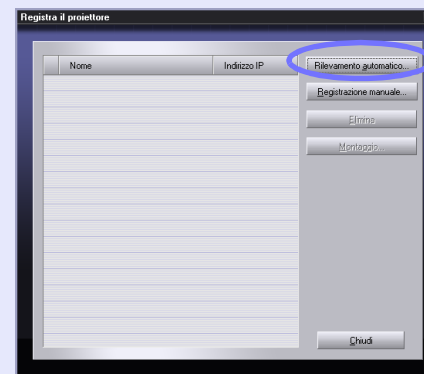 Registra il proiettore
Nome
Indirizzo IP
Rilevamento automatico...
Registrazione manuale...
Elimina
Montaggio...
Chiudi